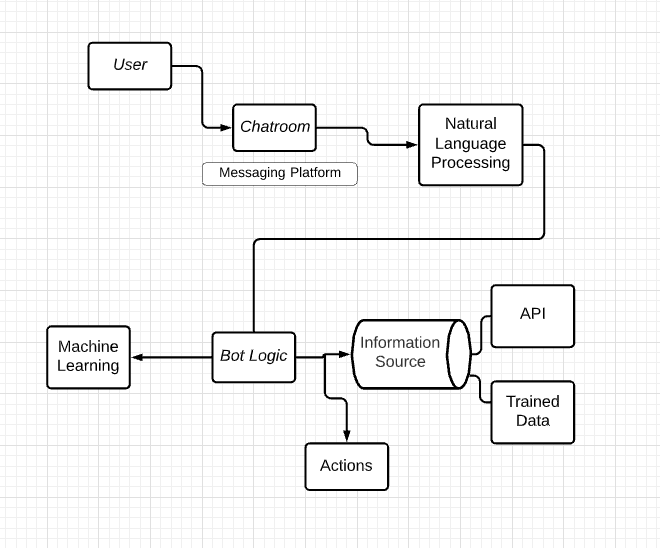 User
Chatroom
Natural
Language
Processing
Messaging Platform
API
Machine
Learning
Bot Logic
Information
Source
Trained
Data
Actions